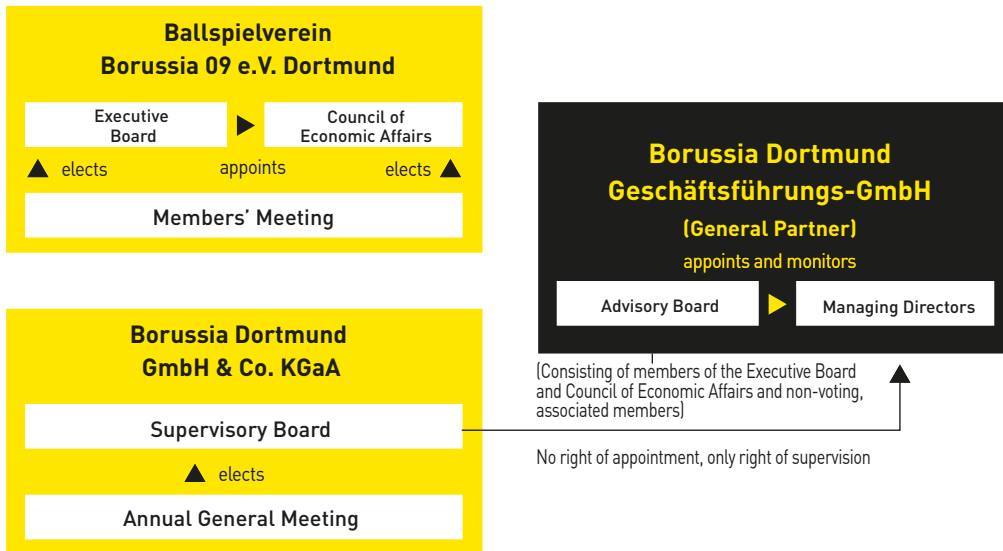 Ballspielverein
Borussia 09 e.V. Dortmund
Executive
Board
Council of
Economic Affairs
elects
appoints
elects
Members’ Meeting
Borussia Dortmund
Geschäftsführungs-GmbH
(General Partner)
appoints and monitors
Advisory Board
Managing Directors
(Consisting of members of the Executive Board
and Council of Economic Affairs and non-voting,
associated members)
Borussia Dortmund
GmbH & Co. KGaA
Supervisory Board
elects
Annual General Meeting
No right of appointment, only right of supervision